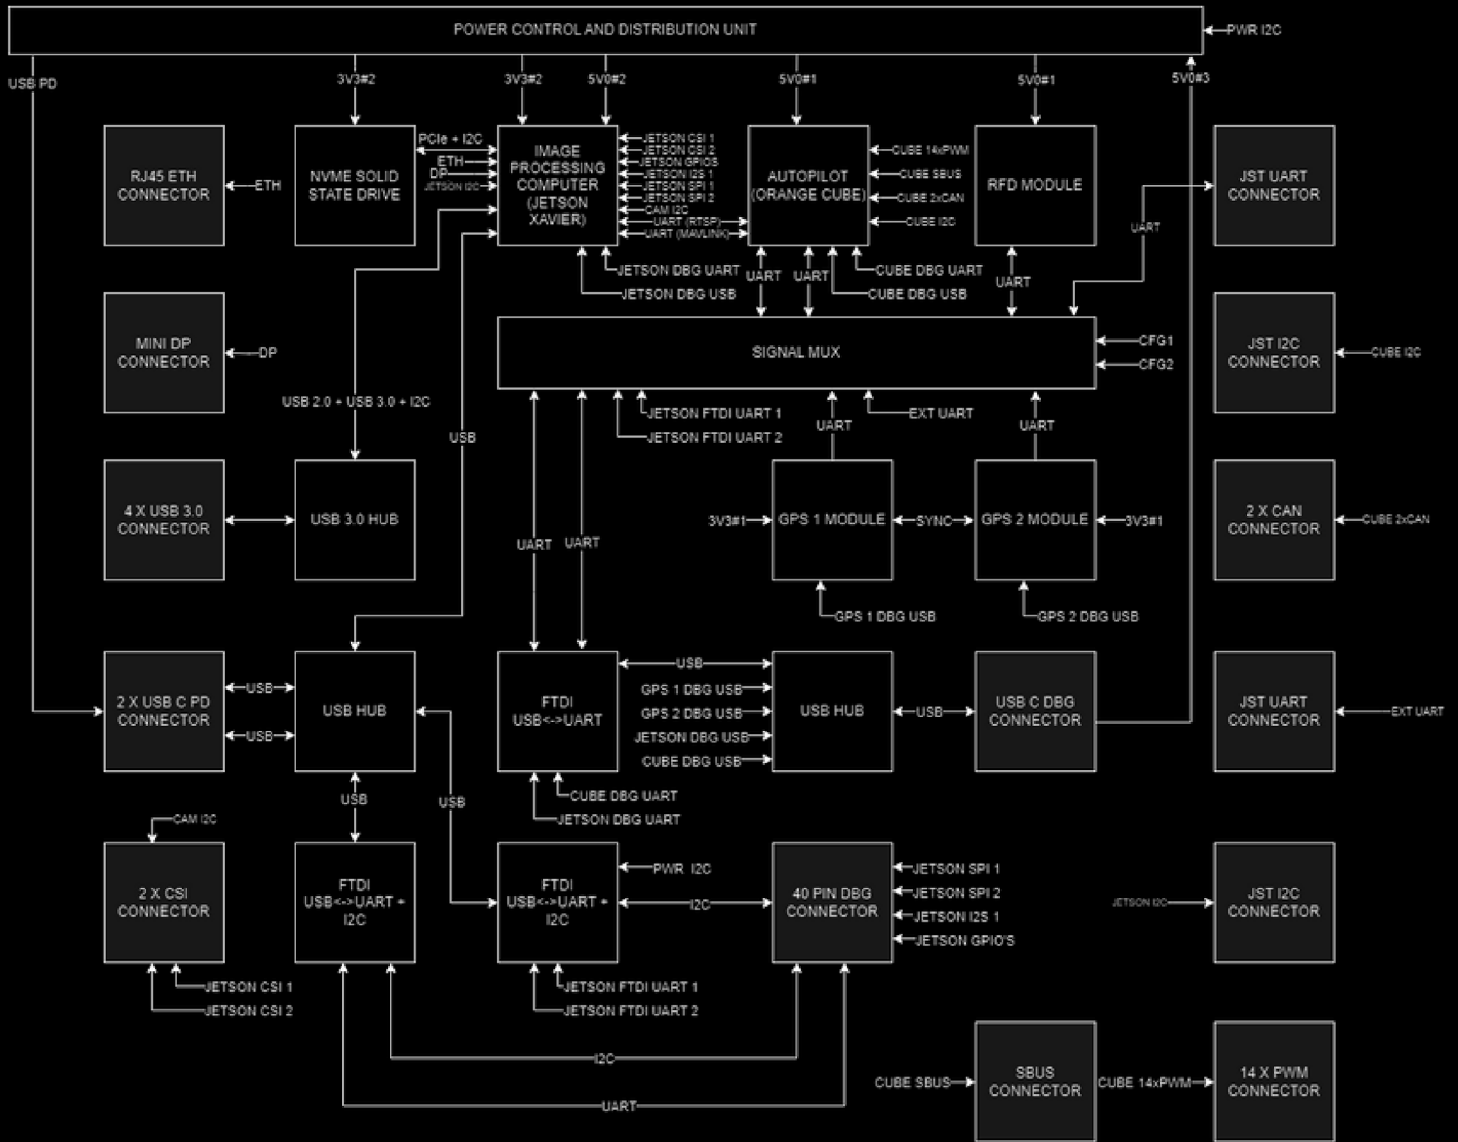 POWER CONTROL AND DISTRIBUTION UNIT
PWR I2C
USB PD
3V3#2
3V3#2
5V0#2
5V0#1
5V0#1
5V0#3
RJ45 ETH
CONNECTOR
ETH
NVME SOLID
STATE DRIVE
PCIe + I2C
ETH
DP
JETSON I2C
IMAGE
PROCESSING
COMPUTER
(JETSON
XAVIER)
JETSON CSI 1
JETSON CSI 2
JETSON GPIOS
JETSON I2S 1
JETSON SPI 1
JETSON SPI 2
CAM I2C
UART (RTSP)
UART (MAVLINK)
AUTOPILOT
(ORANGE CUBE)
CUBE 14xPWM
CUBE SBUS
CUBE 2xCAN
CUBE I2C
RFD MODULE
JST UART
CONNECTOR
UART
JETSON DBG UART
JETSON DBG USB
UART
UART
CUBE DBG UART
CUBE DBG USB
UART
MINI DP
CONNECTOR
DP
SIGNAL MUX
CFG1
CFG2
JST I2C
CONNECTOR
CUBE I2C
USB 2.0 + USB 3.0 + I2C
USB
JETSON FTDI UART 1
JETSON FTDI UART 2
UART
EXT UART
UART
4 X USB 3.0
CONNECTOR
USB 3.0 HUB
UART
UART
3V3#1
GPS 1 MODULE
SYNC
GPS 2 MODULE
3V3#1
2 X CAN
CONNECTOR
CUBE 2xCAN
GPS 1 DBG USB
GPS 2 DBG USB
2 X USB C PD
CONNECTOR
USB
USB
USB HUB
FTDI
USB<->UART
USB
GPS 1 DBG USB
GPS 2 DBG USB
JETSON DBG USB
CUBE DBG USB
USB HUB
USB
USB C DBG
CONNECTOR
JST UART
CONNECTOR
EXT UART
USB
USB
CUBE DBG UART
JETSON DBG UART
CAM I2C
2 X CSI
CONNECTOR
FTDI
USB<->UART +
I2C
FTDI
USB<->UART +
I2C
PWR I2C
I2C
40 PIN DBG
CONNECTOR
JETSON SPI 1
JETSON SPI 2
JETSON I2S 1
JETSON GPIO'S
JETSON I2C
JST I2C
CONNECTOR
JETSON CSI 1
JETSON CSI 2
JETSON FTDI UART 1
JETSON FTDI UART 2
I2C
UART
CUBE SBUS
SBUS
CONNECTOR
CUBE 14xPWM
14 X PWM
CONNECTOR